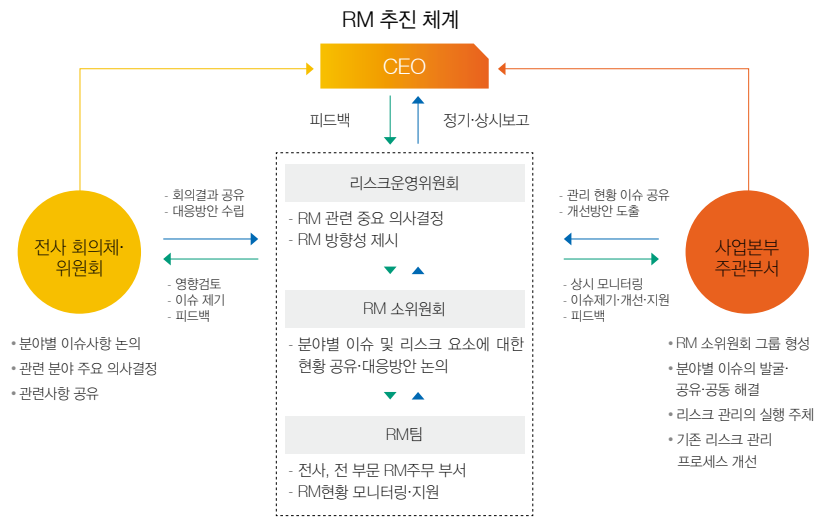 RM 추진 체계
CEO
피드백
정기·상시보고
전사 회의체·
위원회
- 회의결과 공유
- 대응방안 수립
- 영향검토
- 이슈 제기
- 피드백
• 분야별 이슈사항 논의
• 관련 분야 주요 의사결정
• 관련사항 공유
리스크운영위원회
- RM 관련 중요 의사결정
- RM 방향성 제시
RM 소위원회
- 분야별 이슈 및 리스크 요소에 대한
현황 공유·대응방안 논의
RM팀
- 전사, 전 부문 RM주무 부서
- RM현황 모니터링·지원
- 관리 현황 이슈 공유
- 개선방안 도출
- 상시 모니터링
- 이슈제기·개선·지원
- 피드백
사업본부
주관부서
• RM 소위원회 그룹 형성
• 분야별 이슈의 발굴·
공유·공동 해결
• 리스크 관리의 실행 주체
• 기존 리스크 관리
프로세스 개선